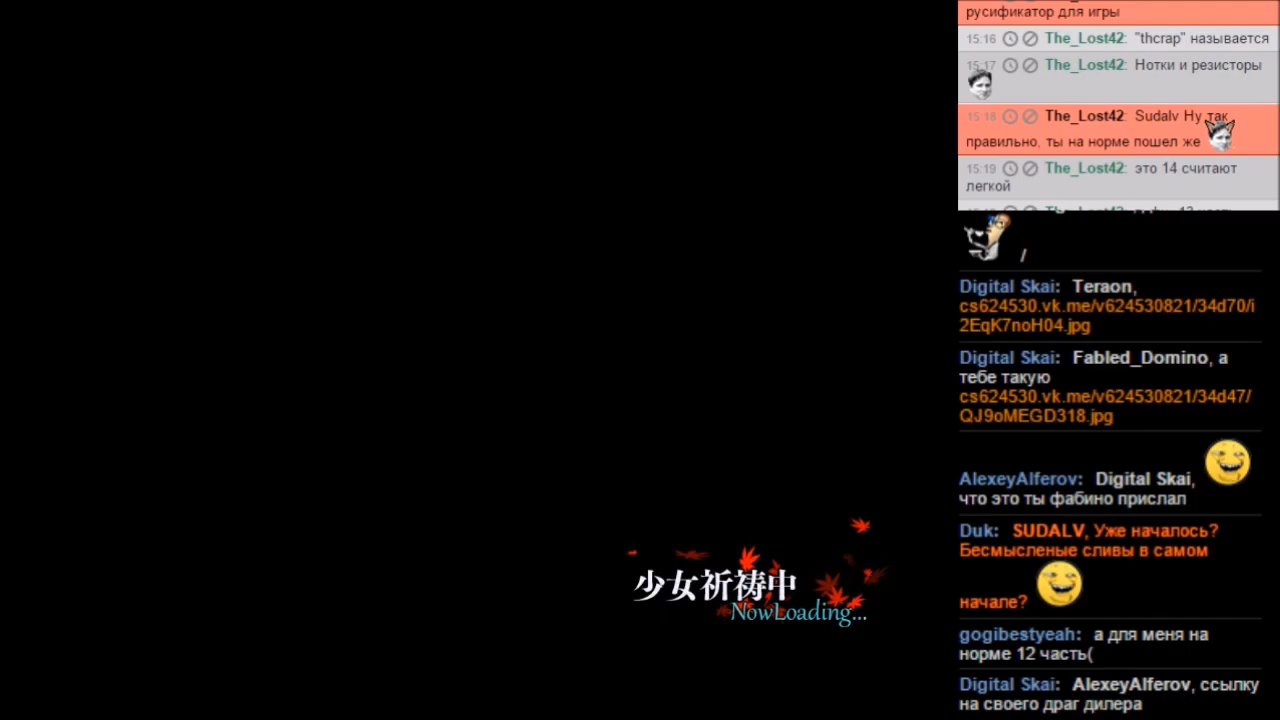 русификатор для игры
15:16 The_Lost42: "thcrap" называется
15:17 The_Lost42: Нотки и резисторы
15:18 The_Lost42: Sudalv Ну так
правильно, ты на норме пошел же
15:19 The_Lost42: это 14 считают
легкой
/
Digital Skai: Teraon,
cs624530.vk.me/v624530821/34d70/i
2EqK7noH04.jpg
Digital Skai: Fabled_Domino, а
тебе такую
cs624530.vk.me/v624530821/34d47/
QJ9oMEGD318.jpg
AlexeyAlferov: Digital Skai,
что это ты фабино прислал
Duk: SUDALV, Уже началось?
Бесмысленые сливы в самом
начале?
gogibestyeah: а для меня на
норме 12 часть(
Digital Skai: AlexeyAlferov, ссылку
на своего драг дилера
少女祈祷中
NowLoading...